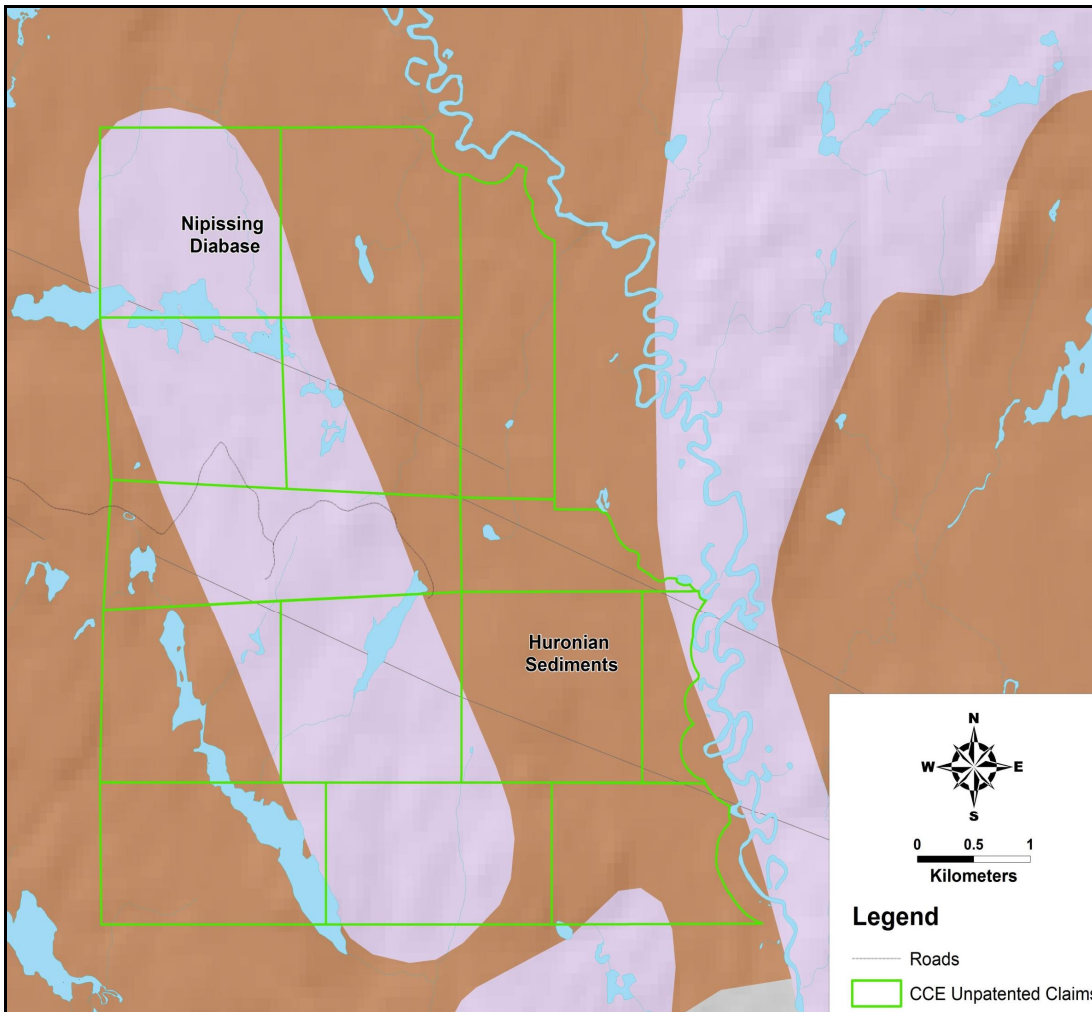 Nipissing
Diabase
Huronian
Sediments
N
W
E
S
0 0.5 1
Kilometers
Legend
Roads
CCE Unpatented Claims